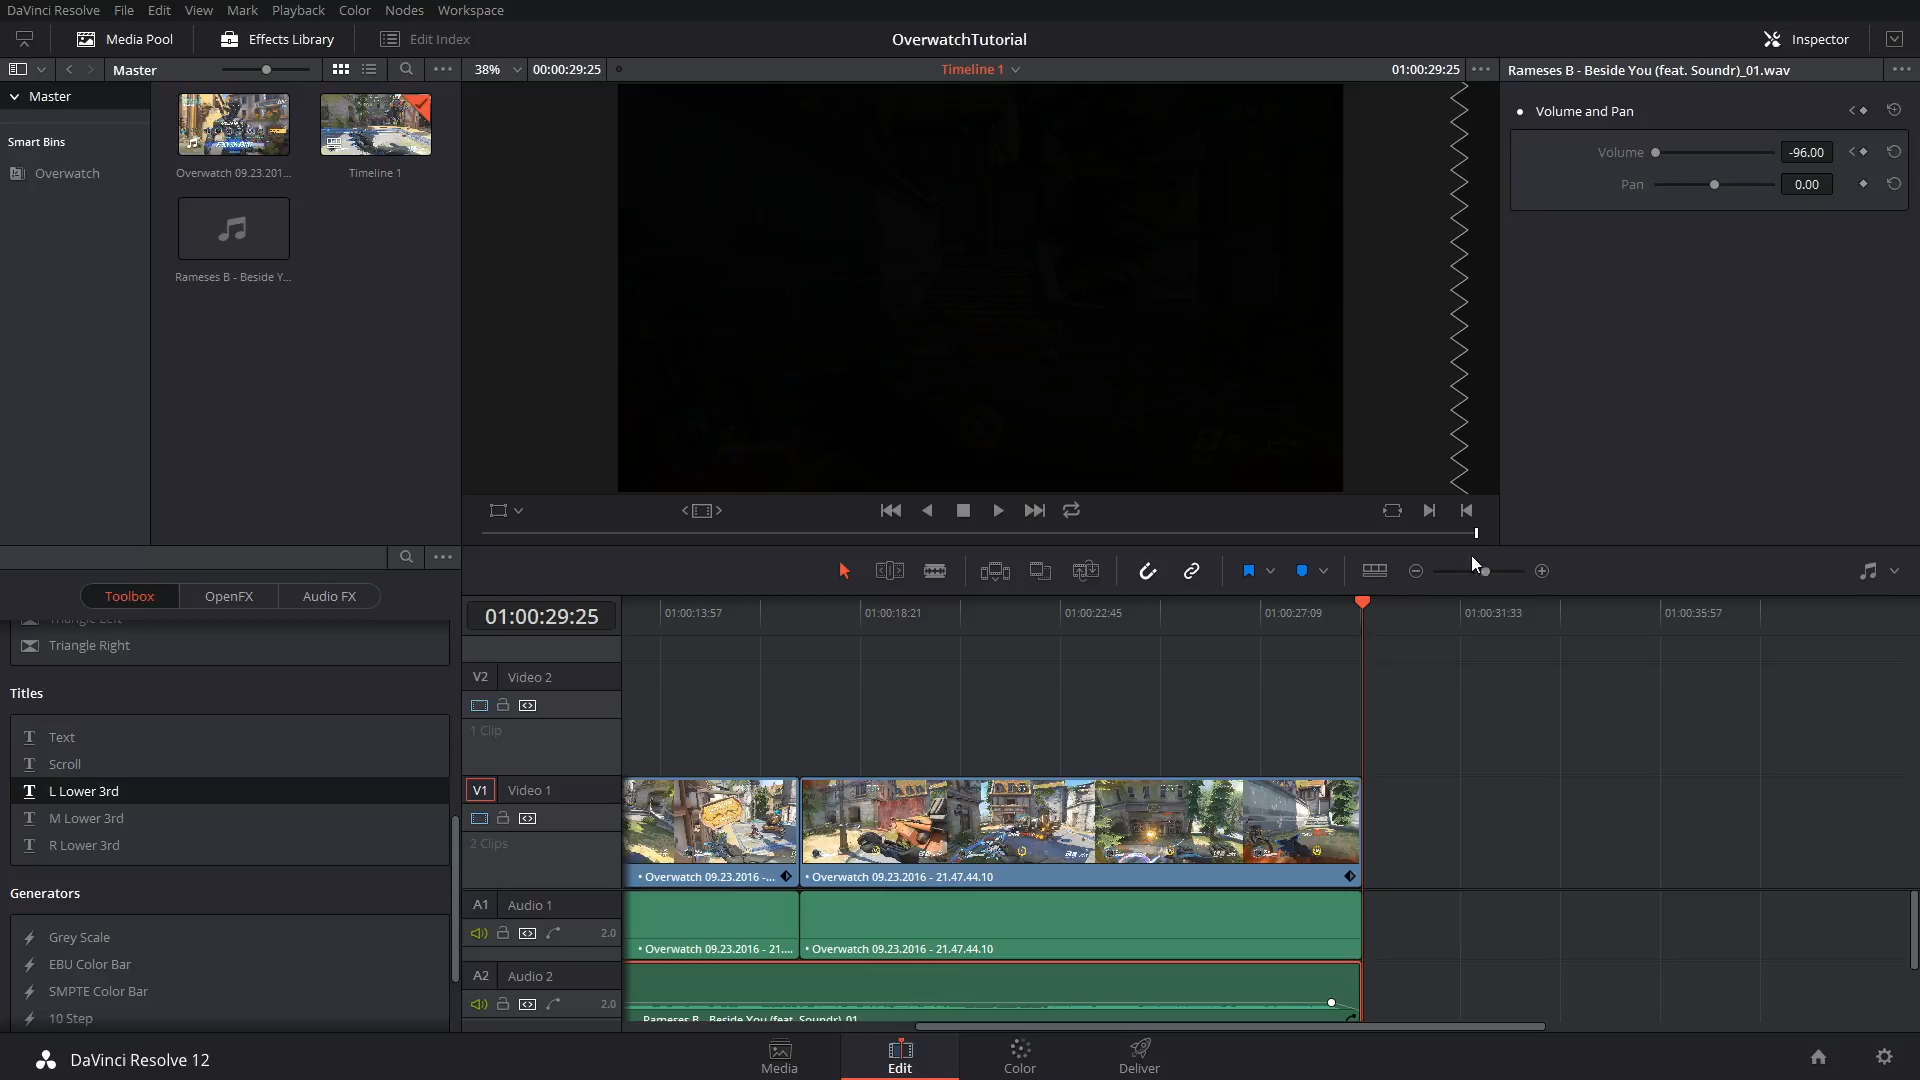 DaVinci Resolve File Edit View Mark Playback Color Nodes Workspace
Media Pool Effects Library Edit Index OverwatchTutorial Inspector
Master 38% 00:00:29:25 Timeline 1 01:00:29:25 Rameses B - Beside You (feat. Soundr)_01.wav
Master
Smart Bins
Overwatch
Overwatch 09.23.201...
Timeline 1
Rameses B - Beside Y...
Volume and Pan
Volume -96.00
Pan 0.00
Toolbox OpenFX Audio FX
Triangle Left
Triangle Right
Titles
Text
Scroll
L Lower 3rd
M Lower 3rd
R Lower 3rd
Generators
Grey Scale
EBU Color Bar
SMPTE Color Bar
10 Step
01:00:29:25 01:00:13:57 01:00:18:21 01:00:22:45 01:00:27:09 01:00:31:33 01:00:35:57
V2 Video 2
1 Clip
V1 Video 1
2 Clips
• Overwatch 09.23.2016 -... • Overwatch 09.23.2016 - 21.47.44.10
A1 Audio 1
2.0
• Overwatch 09.23.2016 - 21.... • Overwatch 09.23.2016 - 21.47.44.10
A2 Audio 2
2.0
Rameses B - Beside You (feat. Soundr)_01
DaVinci Resolve 12
Media Edit Color Deliver